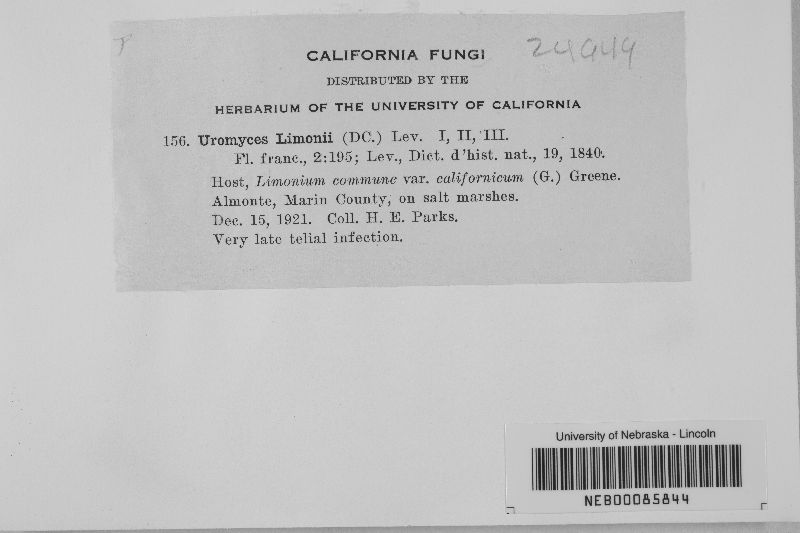 24949
CALIFORNIA FUNGI
DISTRIBUTED BY THE
HERBARIUM OF THE UNIVERSITY OF CALIFORNIA
156. Uromyces Limonii (DC.) Lev. I, II, III.
Fl. franc., 2:195; Lev., Dict. d'hist. nat., 19, 1840.
Host, Limonium commune var. californicum (G.) Greene.
Almonte, Marin County, on salt marshes.
Dec. 15, 1921. Coll. H. E. Parks.
Very late telial infection.
University of Nebraska - Lincoln
NEB00085844